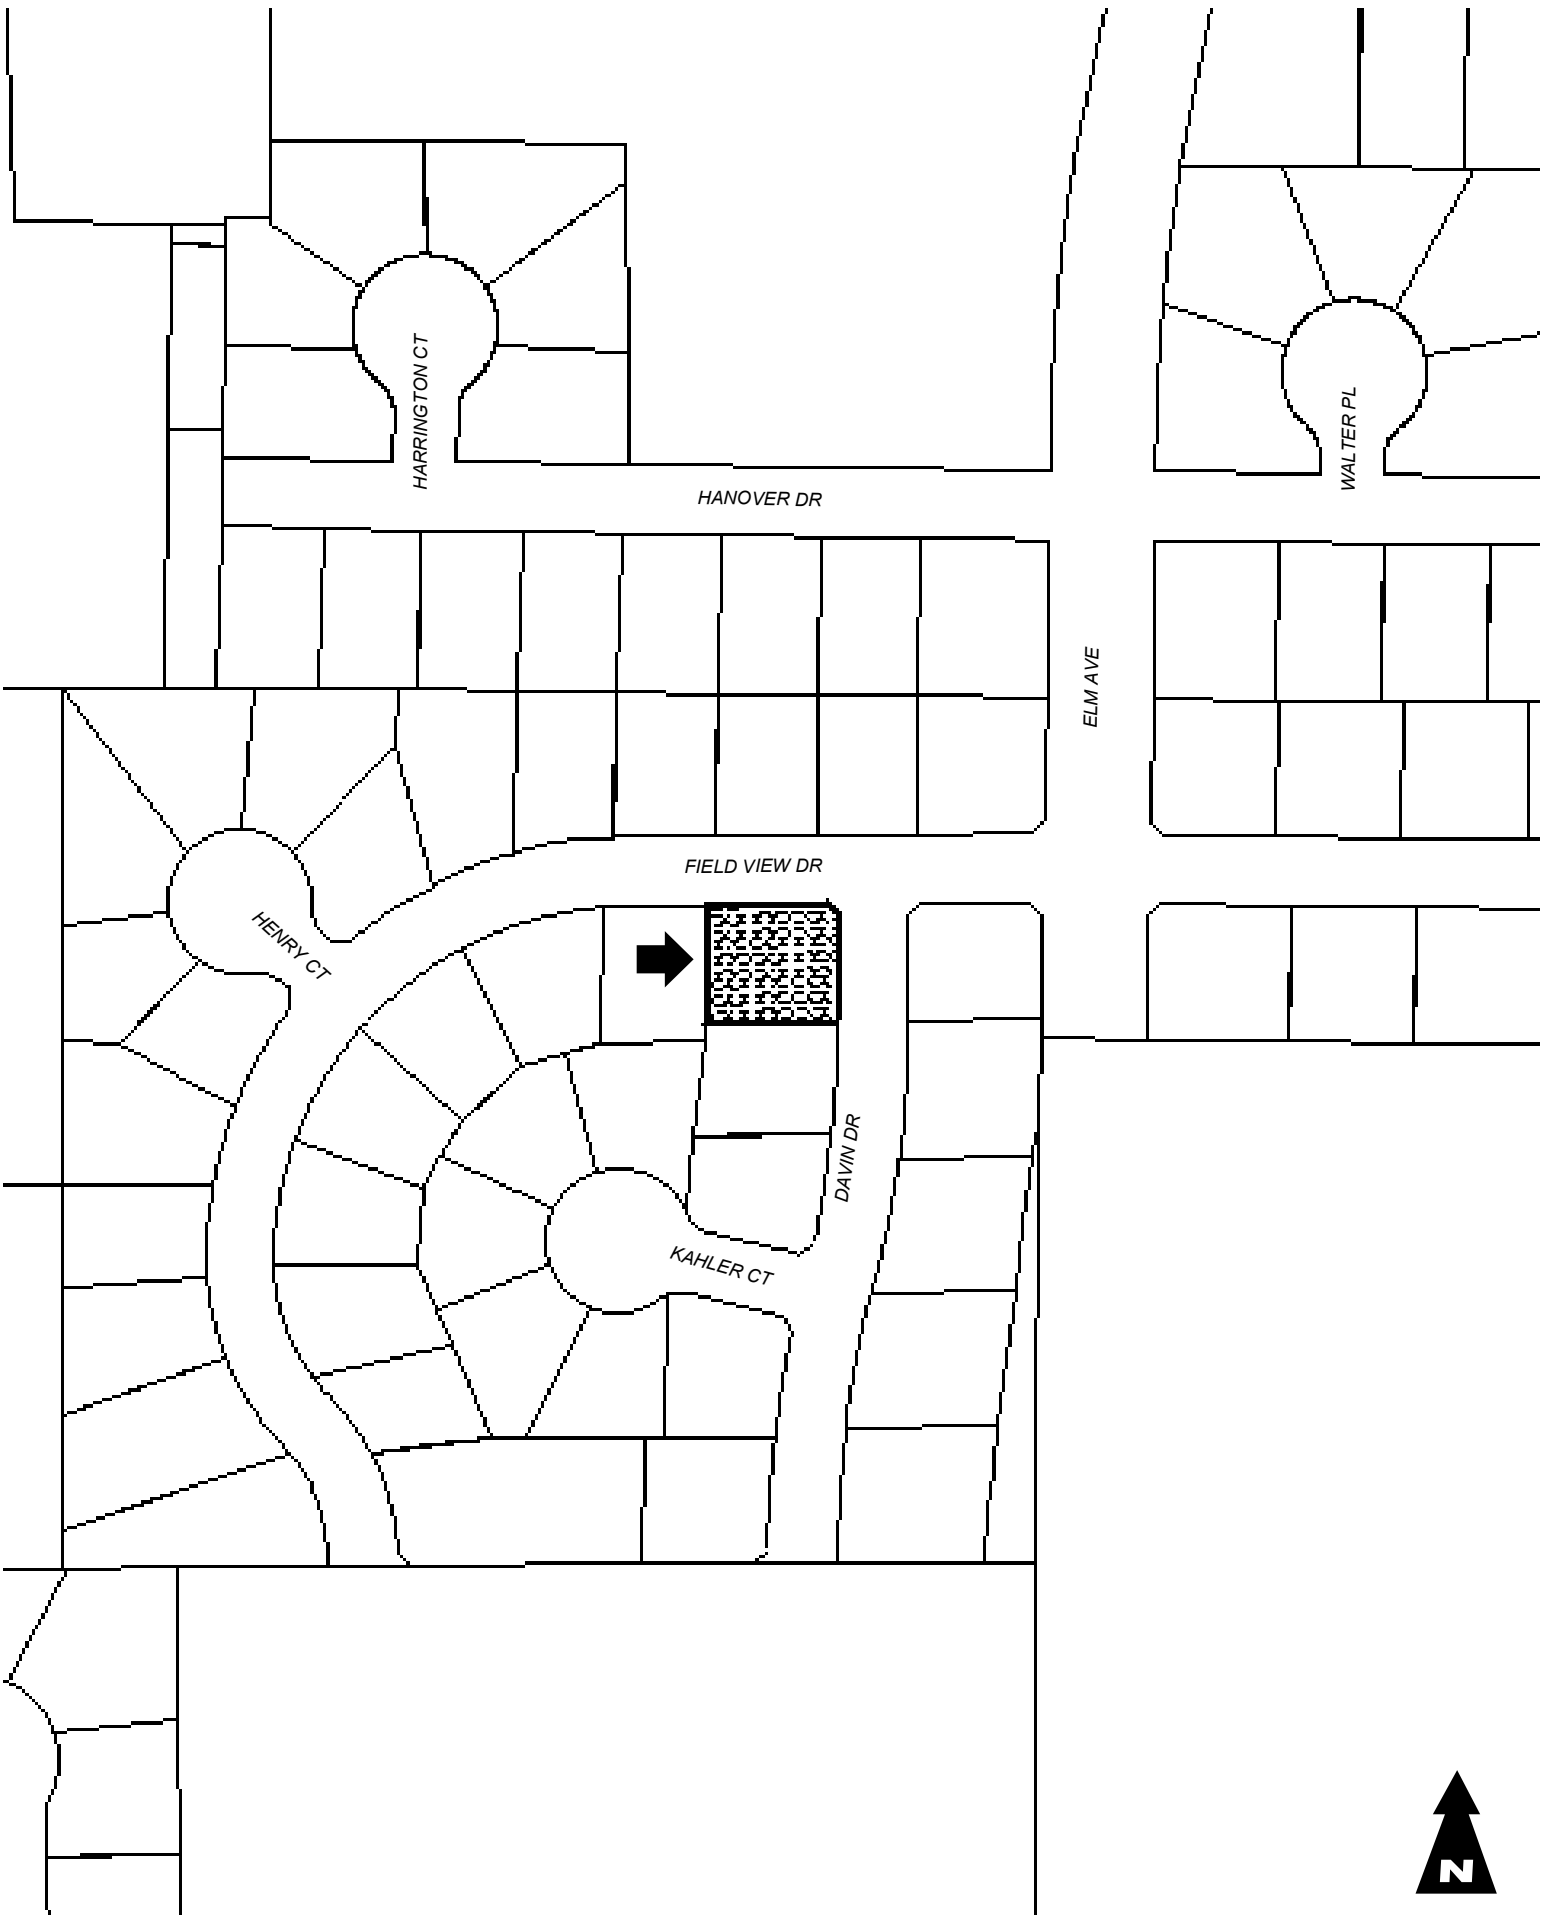 HARRINGTON CT
WALTER PL
HANOVER DR
ELM AVE
FIELD VIEW DR
HENRY CT
DAVIN DR
KAHLER CT
N